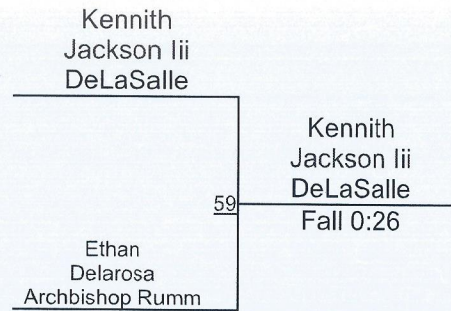 Kennith
Jackson Iii
DeLaSalle
Kennith
Jackson Iii
DeLaSalle
59
Fall 0:26
Ethan
Delarosa
Archbishop Rumm